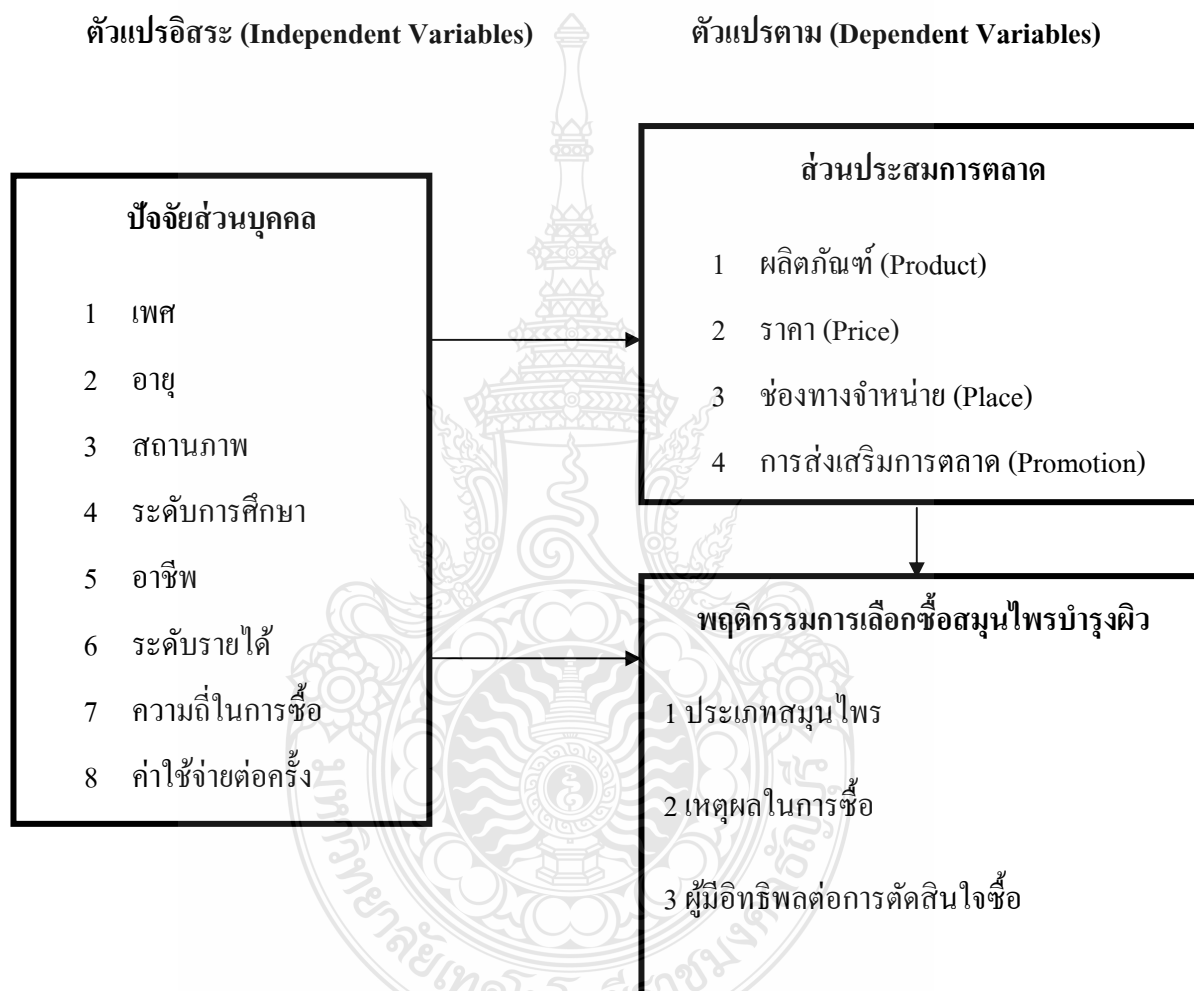 ตัวแปรอิสระ (Independent Variables)
ตัวแปรตาม (Dependent Variables)
ปัจจัยส่วนบุคคล
1 เพศ
2 อายุ
3 สถานภาพ
4 ระดับการศึกษา
5 อาชีพ
6 ระดับรายได้
7 ความถี่ในการซื้อ
8 ค่าใช้จ่ายต่อครั้ง
ส่วนประสมการตลาด
1 ผลิตภัณฑ์ (Product)
2 ราคา (Price)
3 ช่องทางจำหน่าย (Place)
4 การส่งเสริมการตลาด (Promotion)
พฤติกรรมการเลือกซื้อสมุนไพรบำรุงผิว
1 ประเภทสมุนไพร
2 เหตุผลในการซื้อ
3 ผู้มีอิทธิพลต่อการตัดสินใจซื้อ